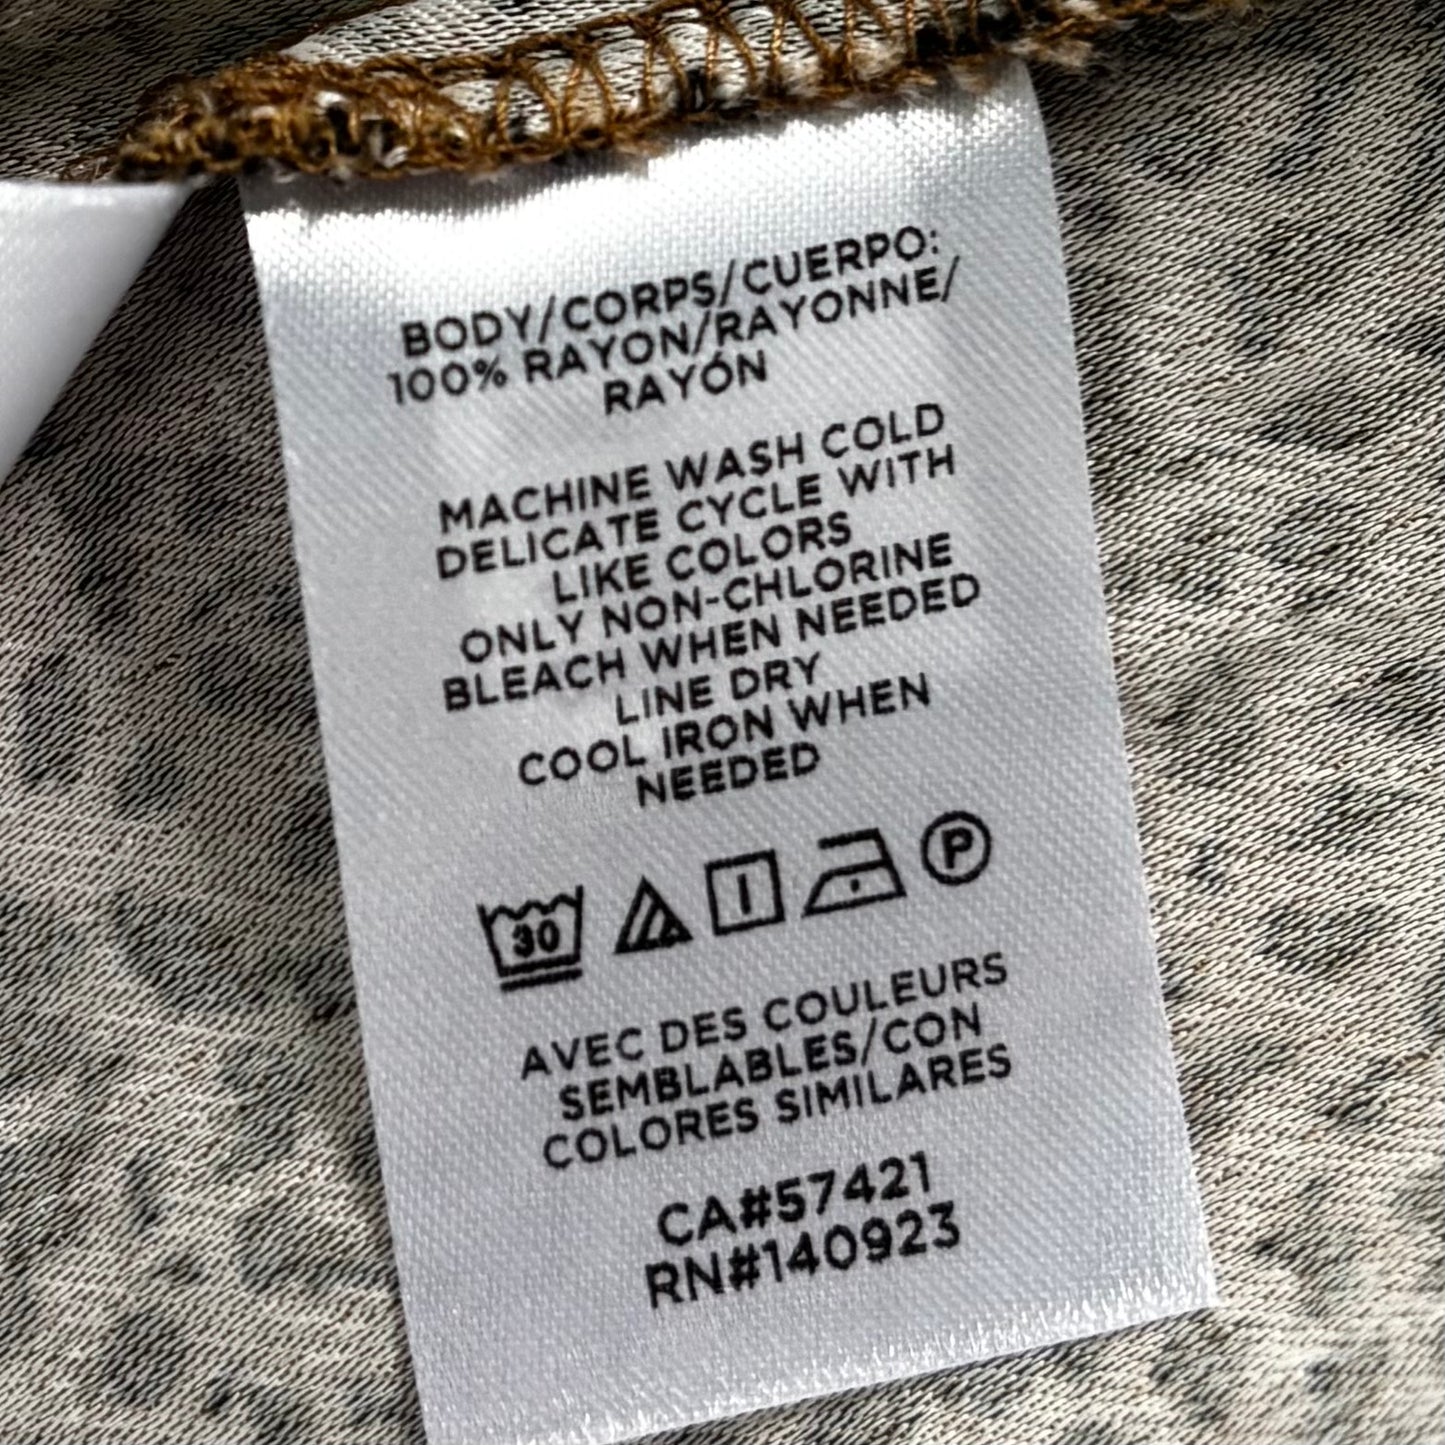 BODY/CORPS/CUERPO:
100% RAYON/RAYONNE/
RAYÓN
MACHINE WASH COLD
DELICATE CYCLE WITH
LIKE COLORS
ONLY NON-CHLORINE
BLEACH WHEN NEEDED
LINE DRY
COOL IRON WHEN
NEEDED
30 P
AVEC DES COULEURS
SEMBLABLES/CON
COLORES SIMILARES
CA#57421
RN#140923